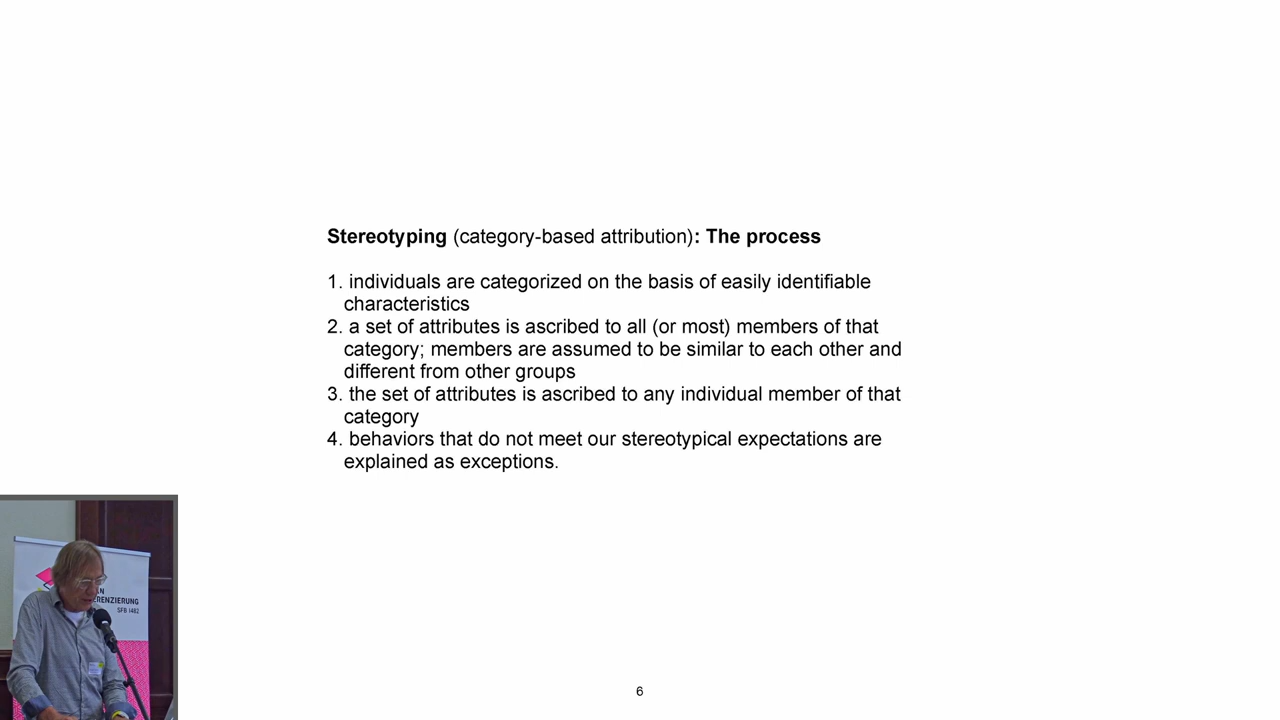 Stereotyping (category-based attribution): The process
1. individuals are categorized on the basis of easily identifiable
characteristics
2. a set of attributes is ascribed to all (or most) members of that
category; members are assumed to be similar to each other and
different from other groups
3. the set of attributes is ascribed to any individual member of that
category
4. behaviors that do not meet our stereotypical expectations are
explained as exceptions.
SFB 1482
6